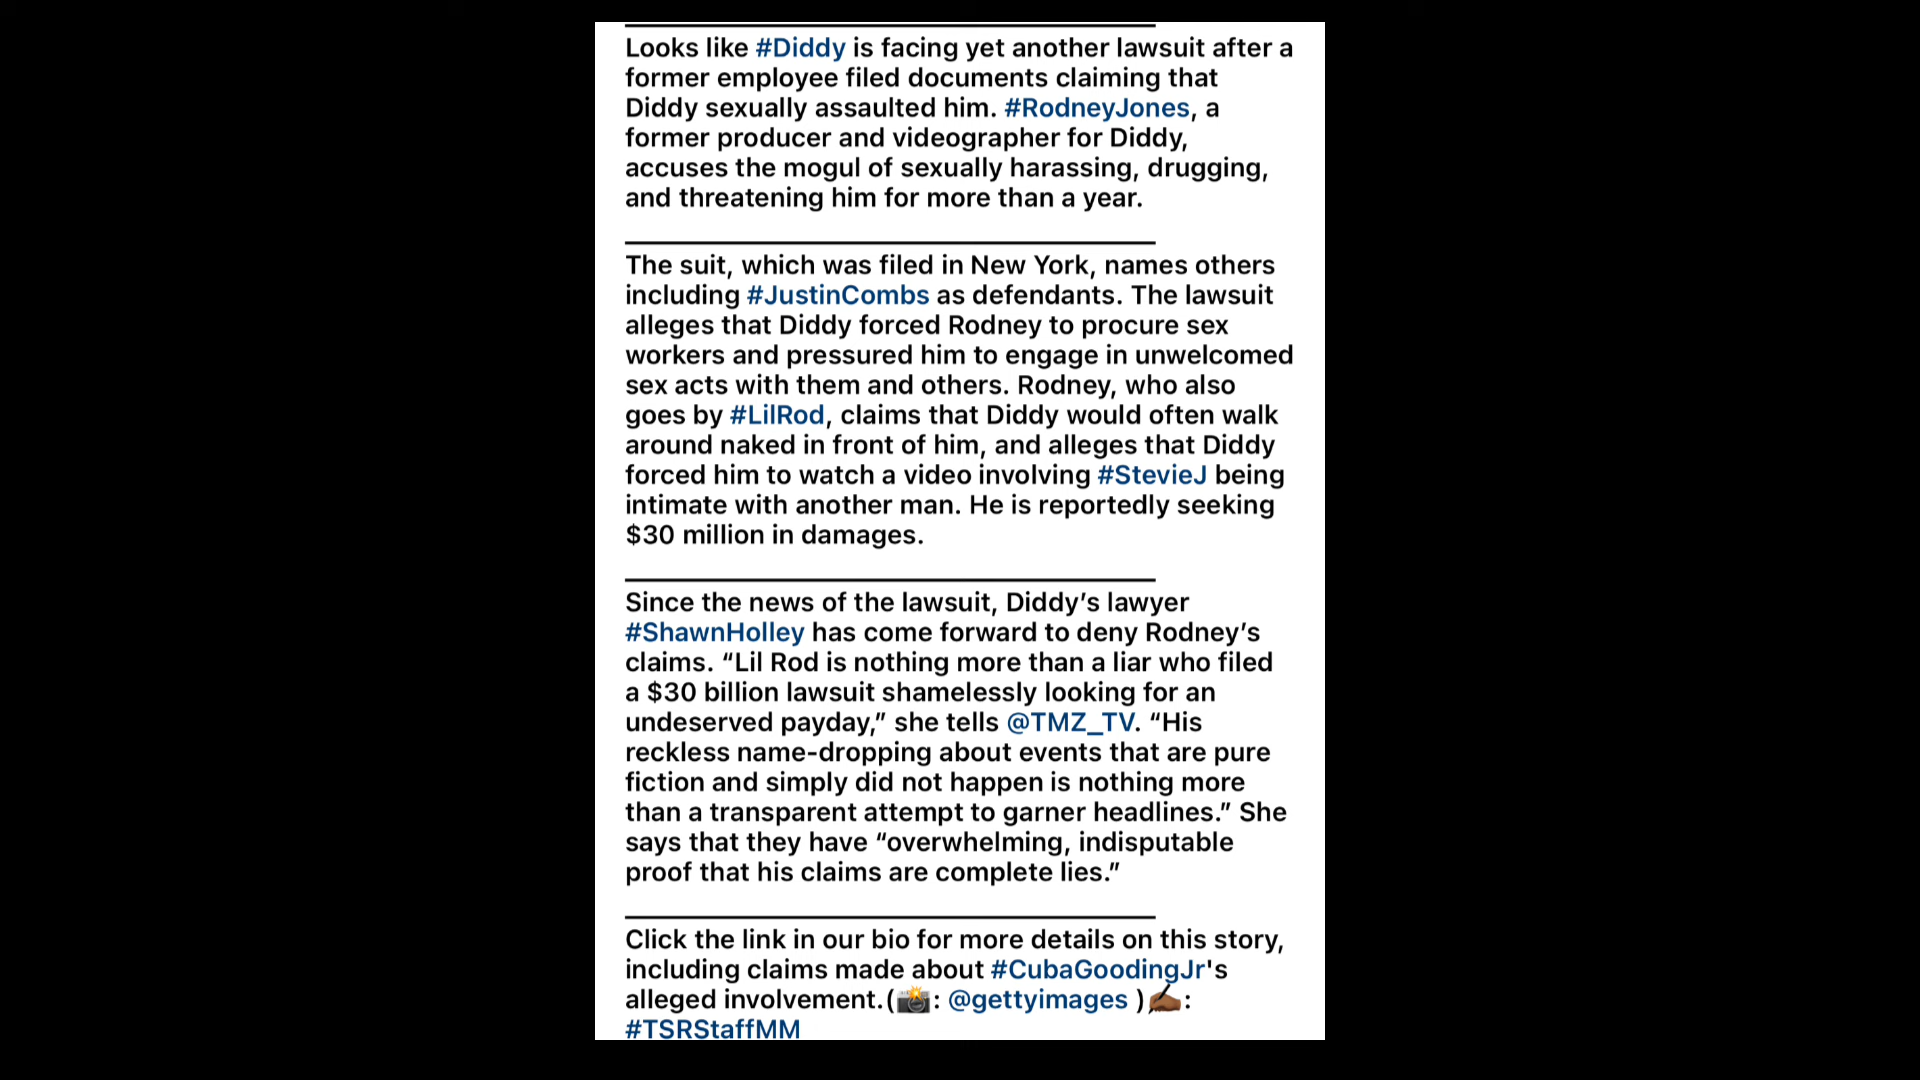 Looks like #Diddy is facing yet another lawsuit after a
former employee filed documents claiming that
Diddy sexually assaulted him. #RodneyJones, a
former producer and videographer for Diddy,
accuses the mogul of sexually harassing, drugging,
and threatening him for more than a year.
The suit, which was filed in New York, names others
including #JustinCombs as defendants. The lawsuit
alleges that Diddy forced Rodney to procure sex
workers and pressured him to engage in unwelcomed
sex acts with them and others. Rodney, who also
goes by #LilRod, claims that Diddy would often walk
around naked in front of him, and alleges that Diddy
forced him to watch a video involving #StevieJ being
intimate with another man. He is reportedly seeking
$30 million in damages.
Since the news of the lawsuit, Diddy’s lawyer
#ShawnHolley has come forward to deny Rodney’s
claims. “Lil Rod is nothing more than a liar who filed
a $30 billion lawsuit shamelessly looking for an
undeserved payday,” she tells @TMZ_TV. “His
reckless name-dropping about events that are pure
fiction and simply did not happen is nothing more
than a transparent attempt to garner headlines.” She
says that they have “overwhelming, indisputable
proof that his claims are complete lies.”
Click the link in our bio for more details on this story,
including claims made about #CubaGoodingJr's
alleged involvement.(📸: @gettyimages )✍🏾:
#TSRStaffMM